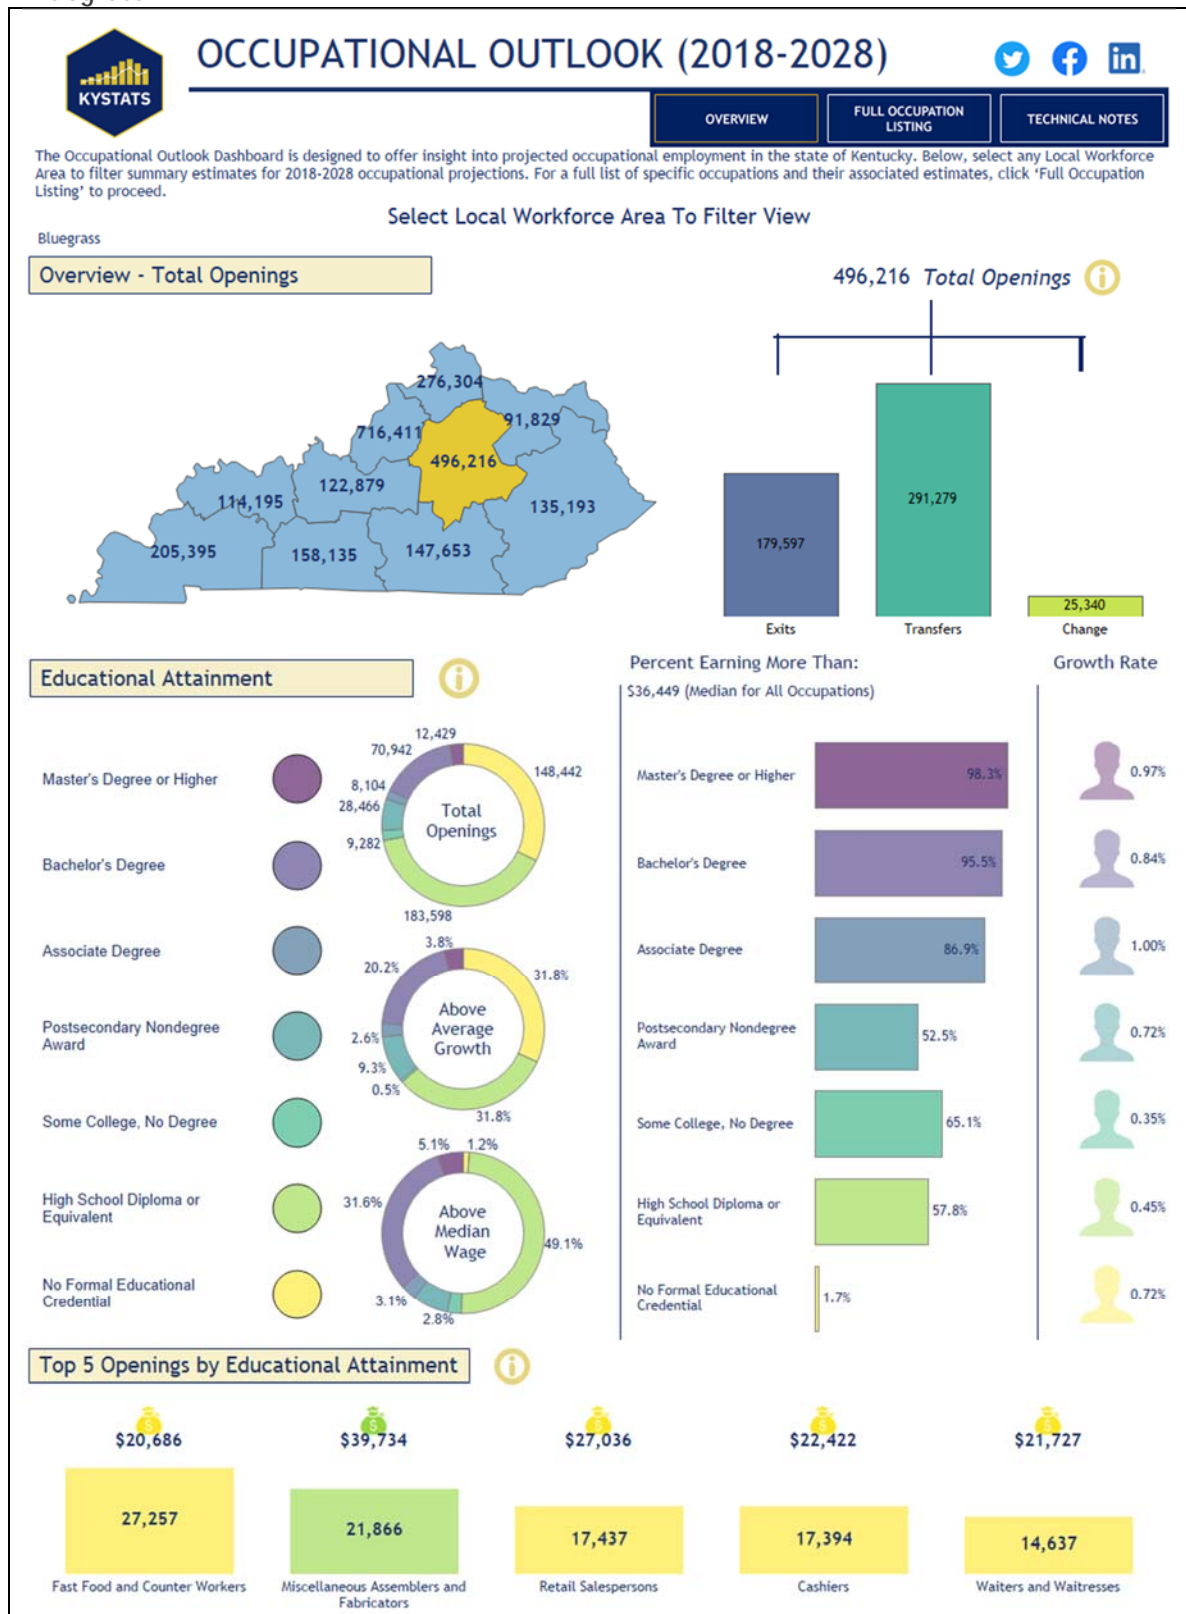 KYSTATS
OCCUPATIONAL OUTLOOK (2018-2028)
in
OVERVIEW
FULL OCCUPATION
LISTING
TECHNICAL NOTES
The Occupational Outlook Dashboard is designed to offer insight into projected occupational employment in the state of Kentucky. Below, select any Local Workforce
Area to filter summary estimates for 2018-2028 occupational projections. For a full list of specific occupations and their associated estimates, click ‘Full Occupation
Listing’ to proceed.
Select Local Workforce Area To Filter View
Bluegrass
Overview - Total Openings
496,216 Total Openings
276,304
91,829
716,411
496,216
122,879
114,195
135,193
205,395
158,135
147,653
179,597
291,279
25,340
Exits
Transfers
Change
Educational Attainment
Percent Earning More Than:
$36,449 (Median for All Occupations)
Growth Rate
Master's Degree or Higher
Bachelor's Degree
Associate Degree
Postsecondary Nondegree
Award
Some College, No Degree
High School Diploma or
Equivalent
No Formal Educational
Credential
12,429
70,942
148,442
8,104
28,466
9,282
183,598
Total
Openings
3.8%
20.2%
31.8%
2.6%
9.3%
0.5%
31.8%
Above
Average
Growth
5.1%
1.2%
31.6%
49.1%
3.1%
2.8%
Above
Median
Wage
Master's Degree or Higher
98.3%
0.97%
Bachelor's Degree
95.5%
0.84%
Associate Degree
86.9%
1.00%
Postsecondary Nondegree
Award
52.5%
0.72%
Some College, No Degree
65.1%
0.35%
High School Diploma or
Equivalent
57.8%
0.45%
No Formal Educational
Credential
1.7%
0.72%
Top 5 Openings by Educational Attainment
$20,686
$39,734
$27,036
$22,422
$21,727
27,257
21,866
17,437
17,394
14,637
Fast Food and Counter Workers
Miscellaneous Assemblers and
Fabricators
Retail Salespersons
Cashiers
Waiters and Waitresses